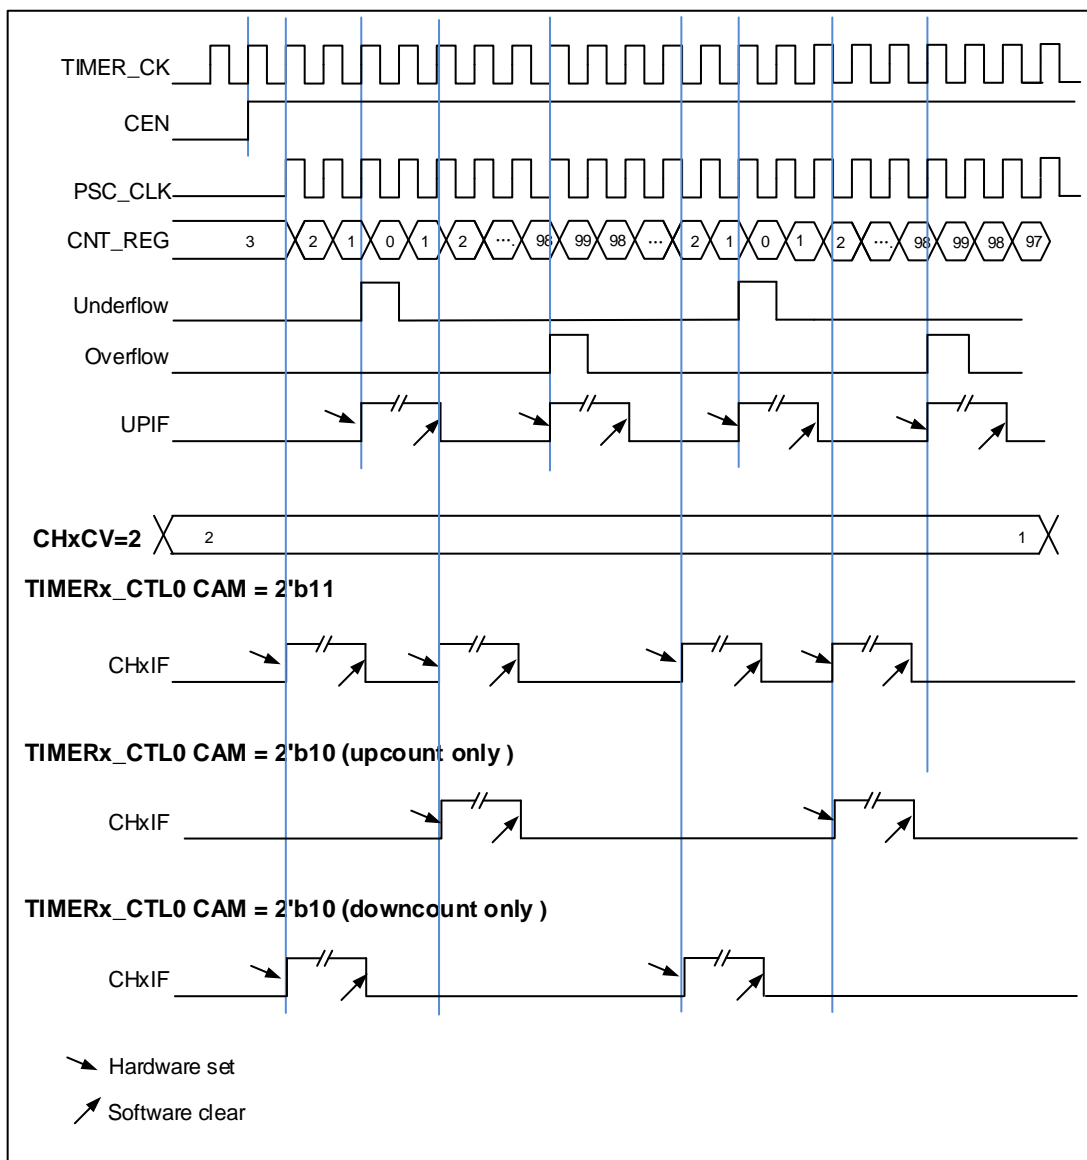 TIMER_CK
CEN
PSC_CLK
CNT_REG 3 2 1 0 1 2 .... 98 99 98 ... 2 1 0 1 2 .... 98 99 98 97
Underflow
Overflow
UPIF
CHxCV=2 2 1
TIMERx_CTL0 CAM = 2'b11
CHxIF
TIMERx_CTL0 CAM = 2'b10 (upcount only )
CHxIF
TIMERx_CTL0 CAM = 2'b10 (downcount only )
CHxIF
Hardware set
Software clear